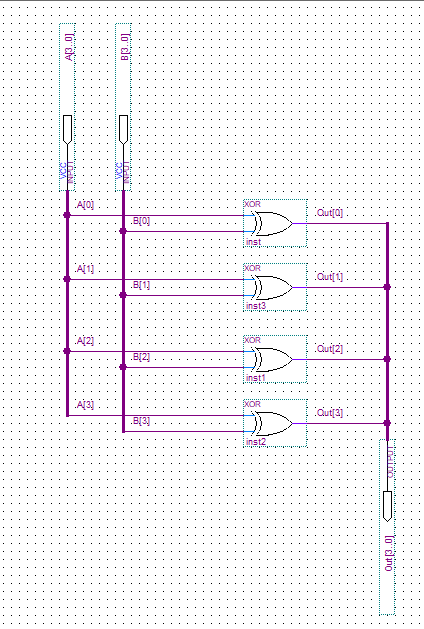 A[3..0]
B[3..0]
VCC
INPUT
VCC
INPUT
A[0]
B[0]
XOR
inst
Out[0]
A[1]
B[1]
XOR
inst3
Out[1]
A[2]
B[2]
XOR
inst1
Out[2]
A[3]
B[3]
XOR
inst2
Out[3]
OUTPUT
Out[3..0]